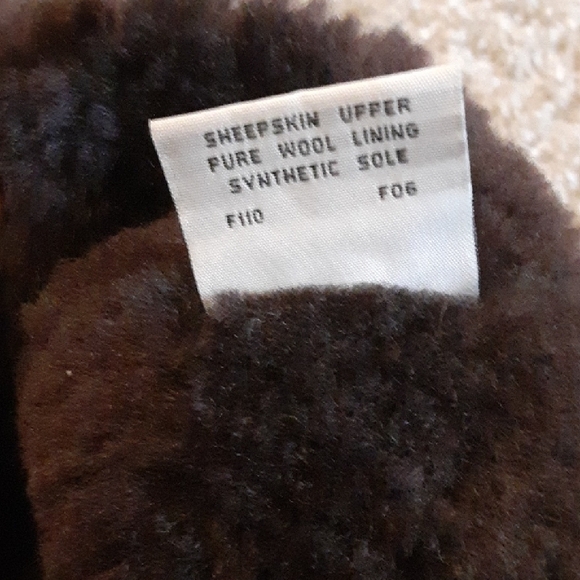 SHEEPSKIN UPPER
PURE WOOL LINING
SYNTHETIC SOLE
F06
F110